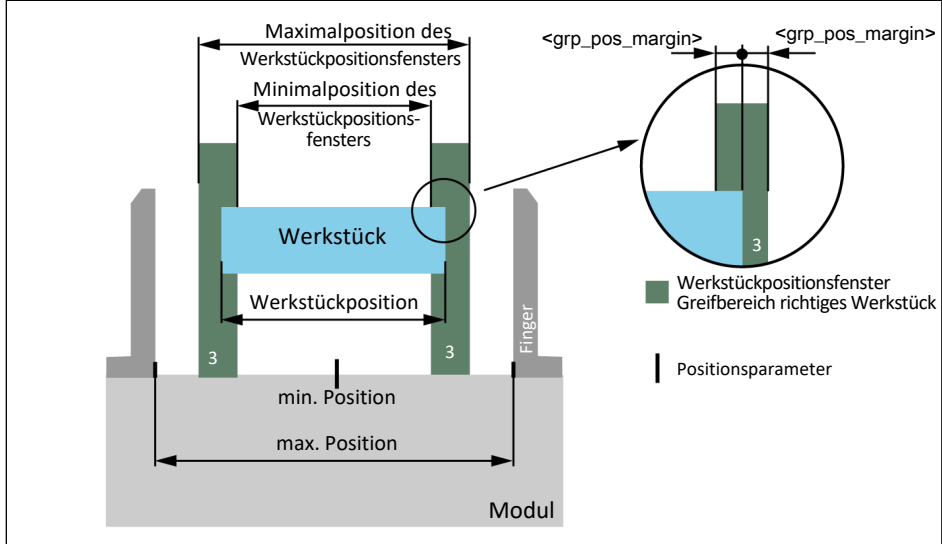 Maximalposition des
Werkstückpositionsfensters
Minimalposition des
Werkstückpositions-
fensters
Werkstück
Werkstückposition
3
3
Finger
min. Position
max. Position
Modul
<grp_pos_margin>
<grp_pos_margin>
3
Werkstückpositionsfenster
Greifbereich richtiges Werkstück
Positionsparameter